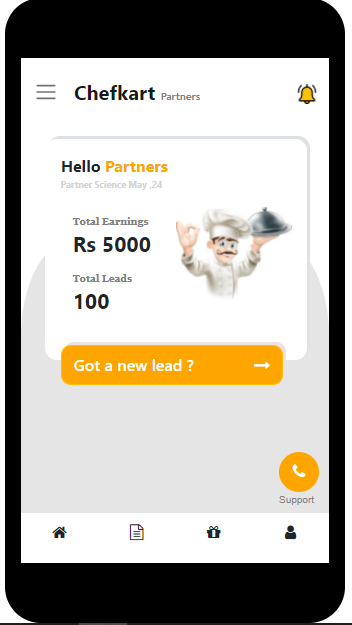 Chefkart Partners
Hello Partners
Partner Science May ,24
Total Earnings
Rs 5000
Total Leads
100
Got a new lead ?
Support